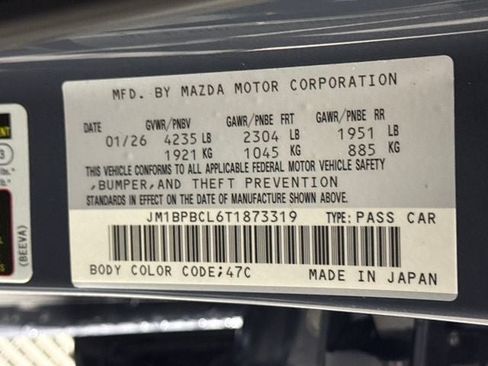 MFD. BY MAZDA MOTOR CORPORATION
DATE GVWR/PNBV GAWR/PNBE FRT GAWR/PNBE RR
01/26 4235 LB 2304 LB 1951 LB
1921 KG 1045 KG 885 KG
THIS VEHICLE CONFORMS TO ALL APPLICABLE FEDERAL MOTOR VEHICLE SAFETY
,BUMPER,AND THEFT PREVENTION
STANDARDS IN EFFECT ON THE DATE OF MANUFACTURE SHOWN ABOVE.
JM1BPBCL6T1873319 TYPE: PASS CAR
BODY COLOR CODE;47C MADE IN JAPAN
(BEEVA)